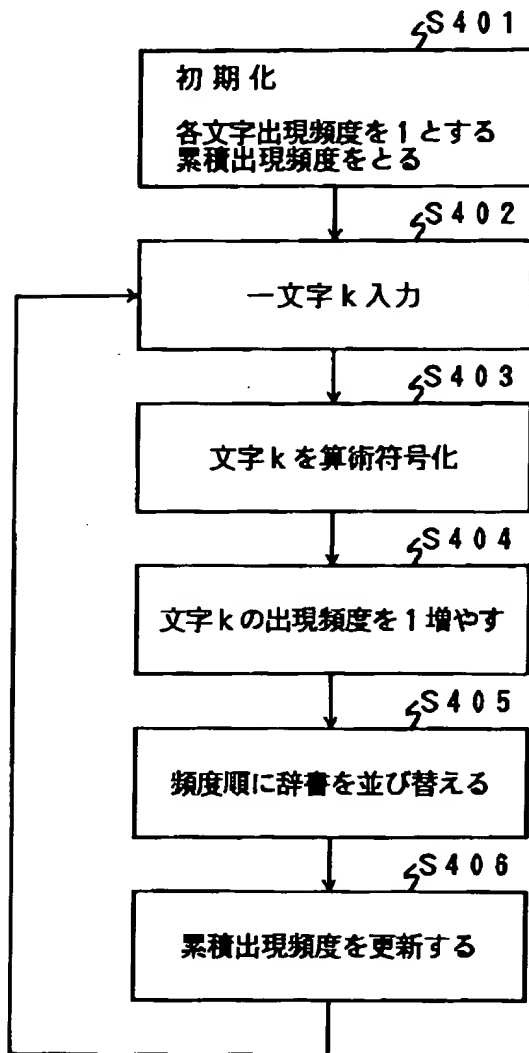 S401
初期化
各文字出現頻度を1とする
累積出現頻度をとる
S402
一文字k入力
S403
文字kを算術符号化
S404
文字kの出現頻度を1増やす
S405
頻度順に辞書を並び替える
S406
累積出現頻度を更新する